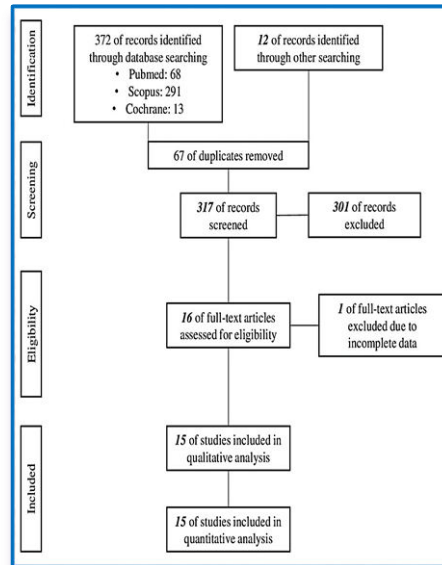 Identification
372 of records identified
through database searching
• Pubmed: 68
• Scopus: 291
• Cochrane: 13
12 of records identified
through other searching
67 of duplicates removed
Screening
317 of records
screened
301 of records
excluded
Eligibility
16 of full-text articles
assessed for eligibility
1 of full-text articles
excluded due to
incomplete data
Included
15 of studies included in
qualitative analysis
15 of studies included in
quantitative analysis